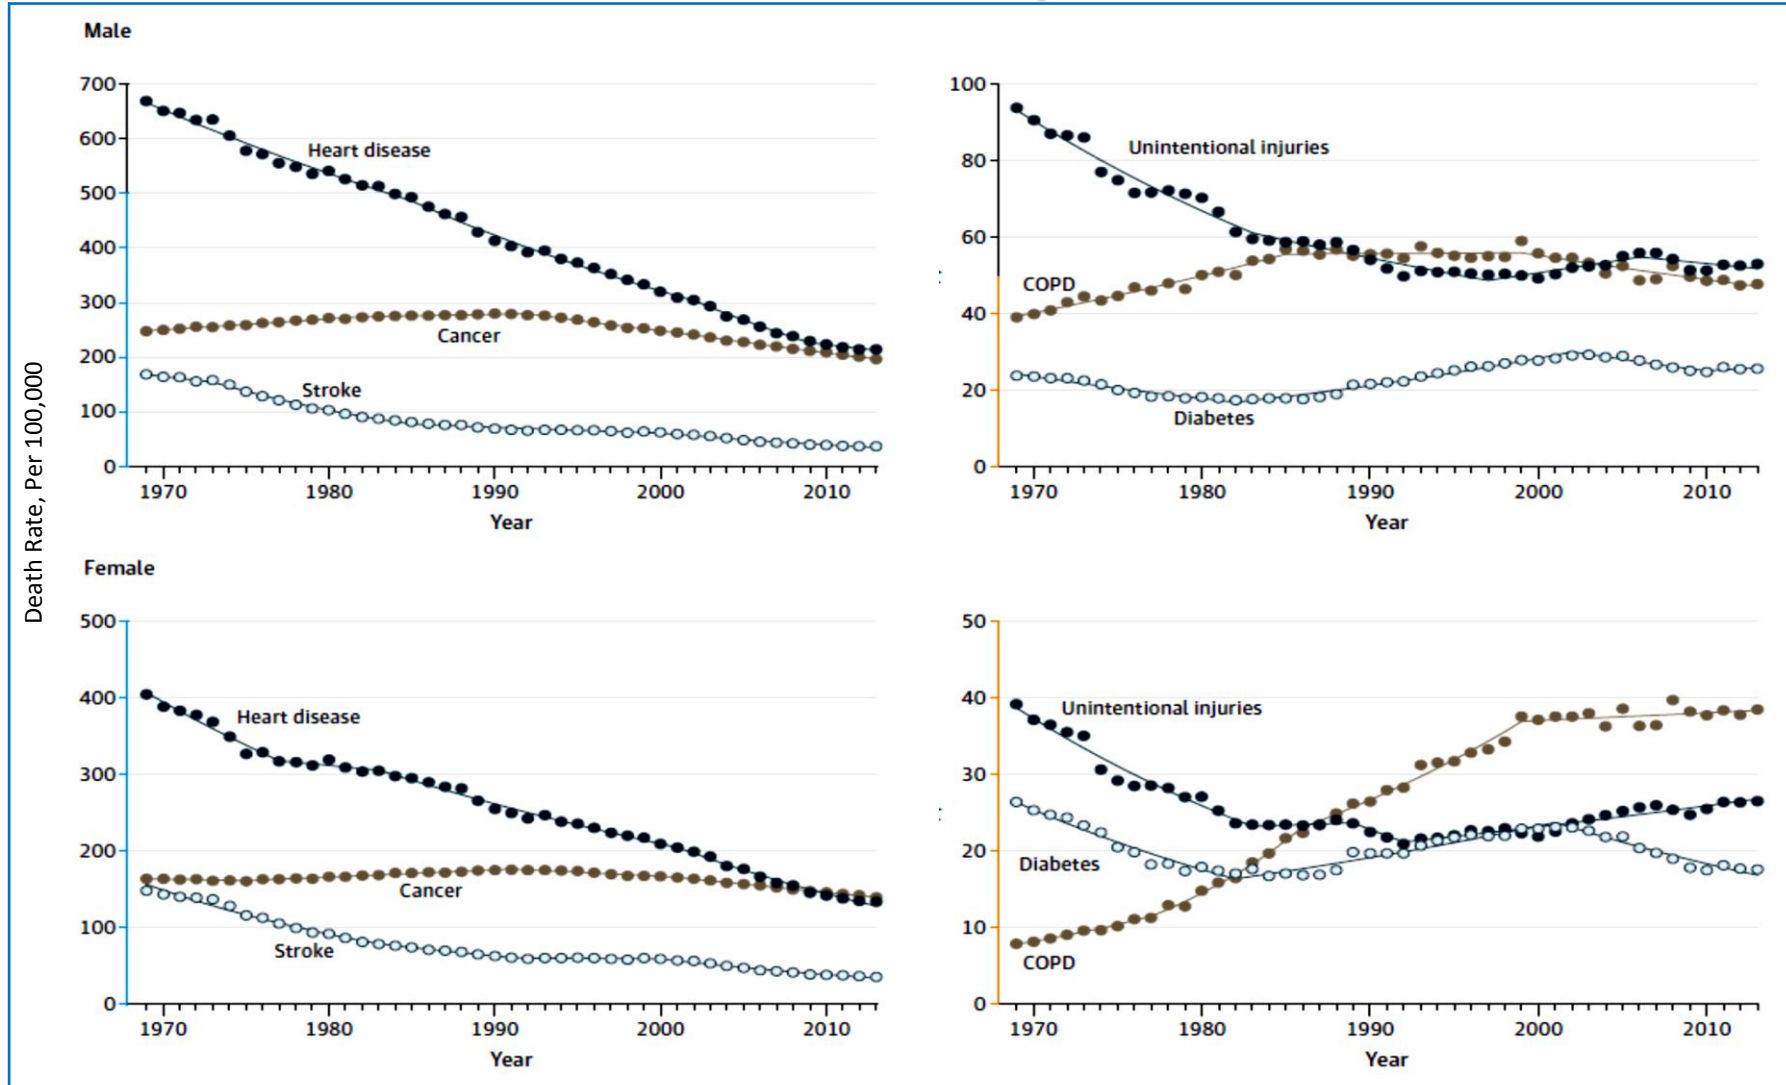 Male
Death Rate, Per 100,000
700
600
500
400
300
200
100
0
Heart disease
Cancer
Stroke
1970 1980 1990 2000 2010
Year
100
80
60
40
20
0
Unintentional injuries
COPD
Diabetes
1970 1980 1990 2000 2010
Year
Female
500
400
300
200
100
0
Heart disease
Cancer
Stroke
1970 1980 1990 2000 2010
Year
50
40
30
20
10
0
Unintentional injuries
Diabetes
COPD
1970 1980 1990 2000 2010
Year